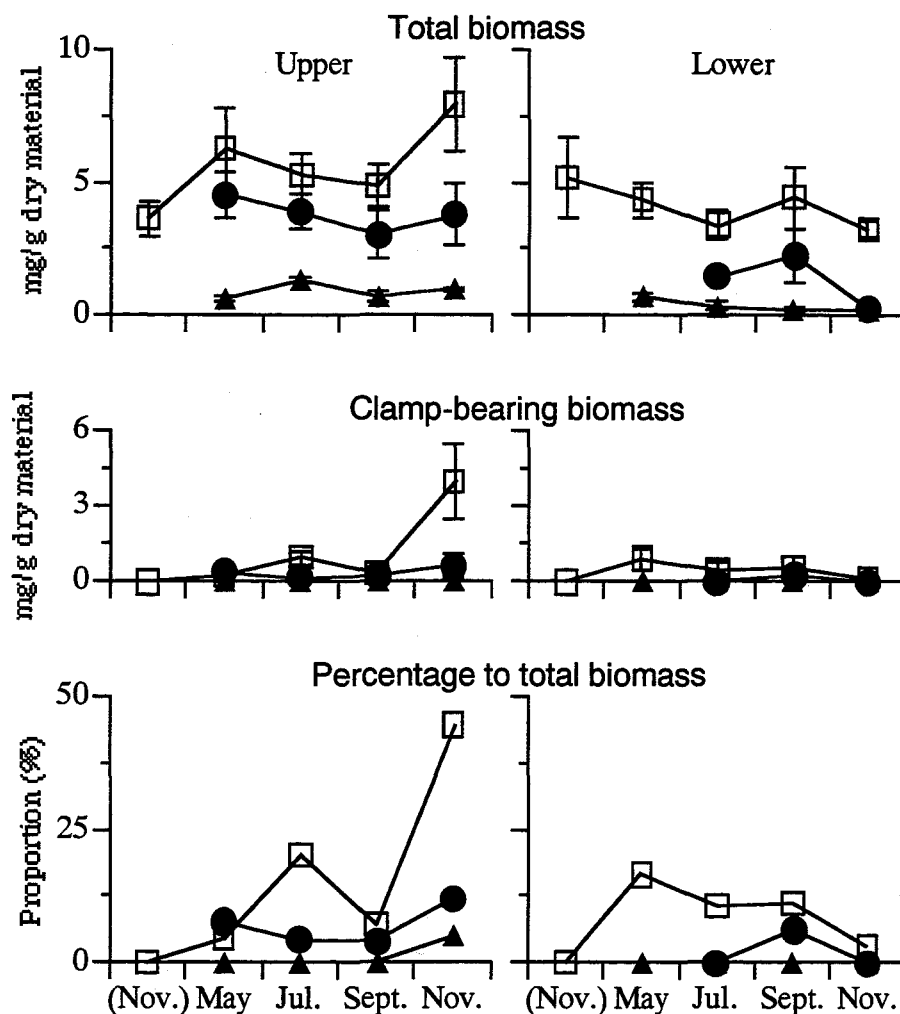 Total biomass
Upper
Lower
10
5
0
mg/g dry material
Clamp-bearing biomass
6
3
0
mg/g dry material
Percentage to total biomass
50
25
0
Proportion (%)
(Nov.) May Jul. Sept. Nov.
(Nov.) May Jul. Sept. Nov.